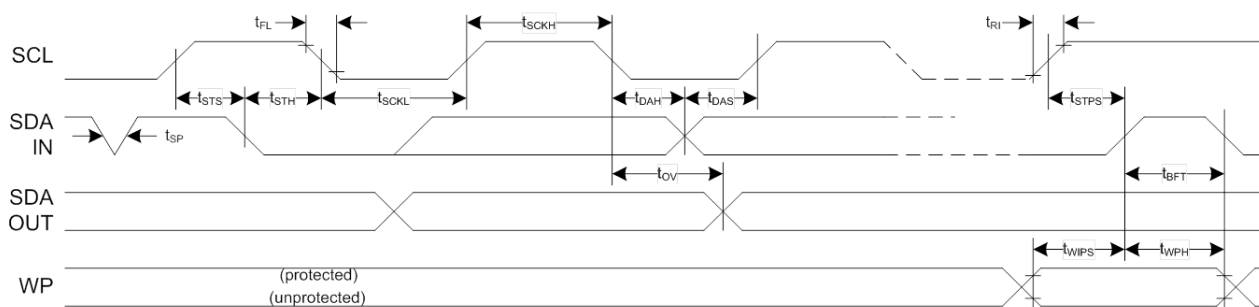 tFL
tSCKH
tRI
SCL
tSTS
tSTH
tSCKL
tDAH
tDAS
tSTPS
SDA
IN
tSP
tOV
tBFT
SDA
OUT
tWIPS
tWPH
WP
(protected)
(unprotected)